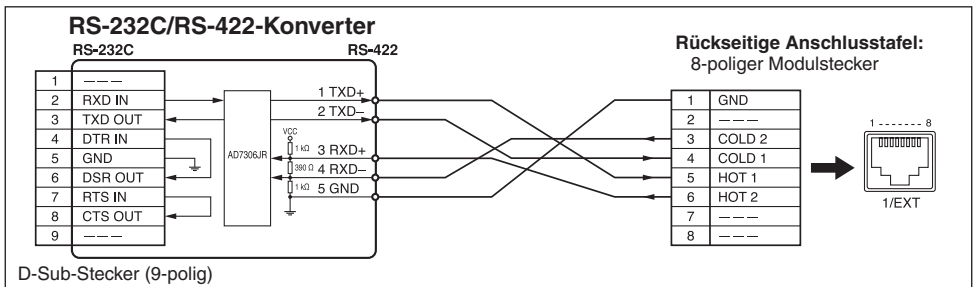 RS-232C/RS-422-Konverter
RS-232C
RS-422
1 ---
2 RXD IN
3 TXD OUT
4 DTR IN
5 GND
6 DSR OUT
7 RTS IN
8 CTS OUT
9 ---
AD7306JR
VCC
1 kΩ
390 Ω
1 kΩ
1 TXD+
2 TXD–
3 RXD+
4 RXD–
5 GND
D-Sub-Stecker (9-polig)
Rückseitige Anschlusstafel:
8-poliger Modulstecker
1 GND
2 ---
3 COLD 2
4 COLD 1
5 HOT 1
6 HOT 2
7 ---
8 ---
1 -------- 8
1/EXT